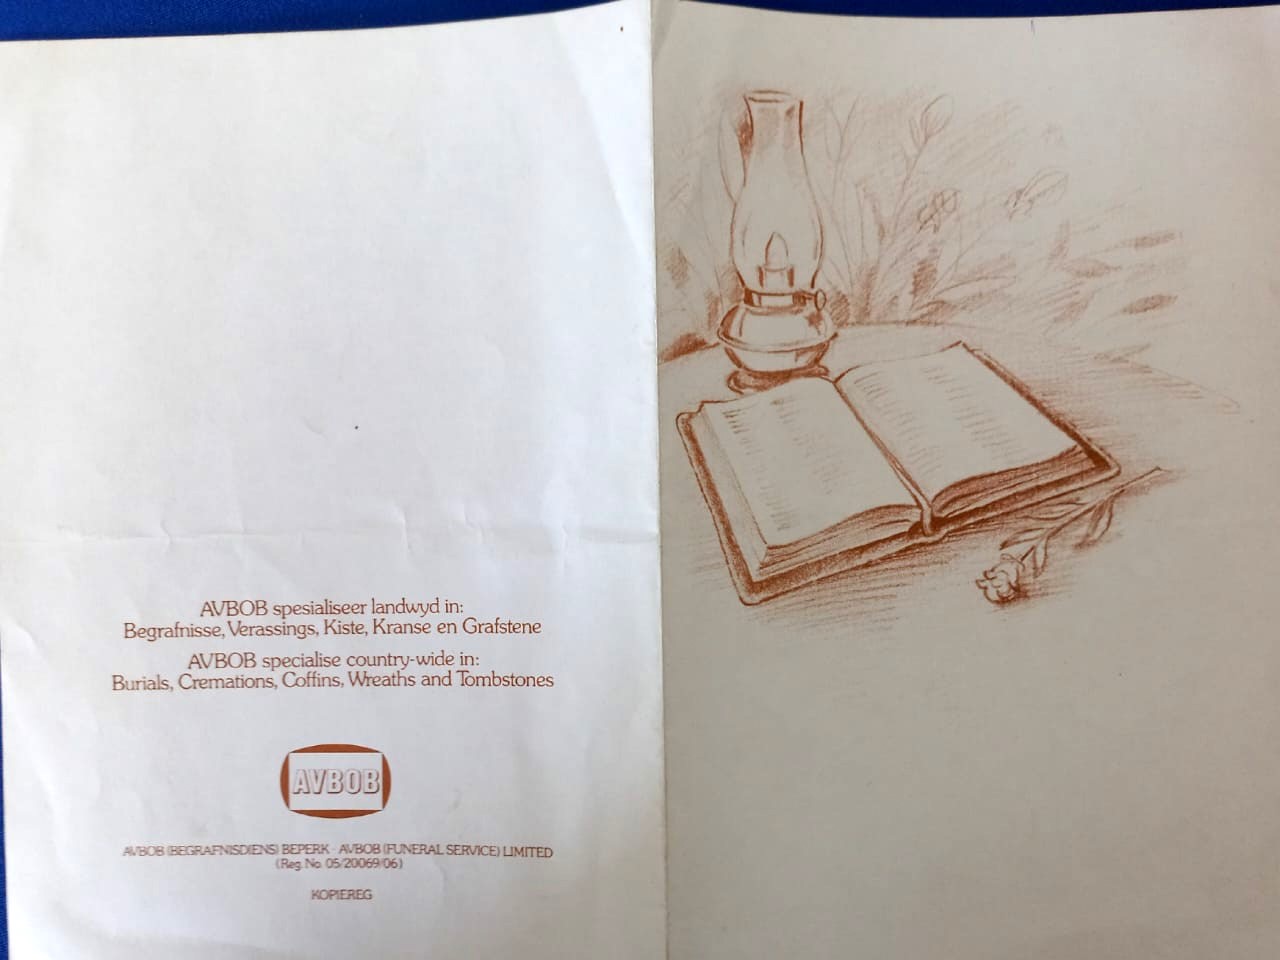 AVBOB spesialiseer landwyd in:
Begrafnisse, Verassings, Kiste, Kranse en Grafstene
AVBOB specialise country-wide in:
Burials, Cremations, Coffins, Wreaths and Tombstones
AVBOB
AVBOB (BEGRAFNISDIENS) BEPERK · AVBOB (FUNERAL SERVICE) LIMITED
(Reg. No. 05/20069/06)
KOPIEREG